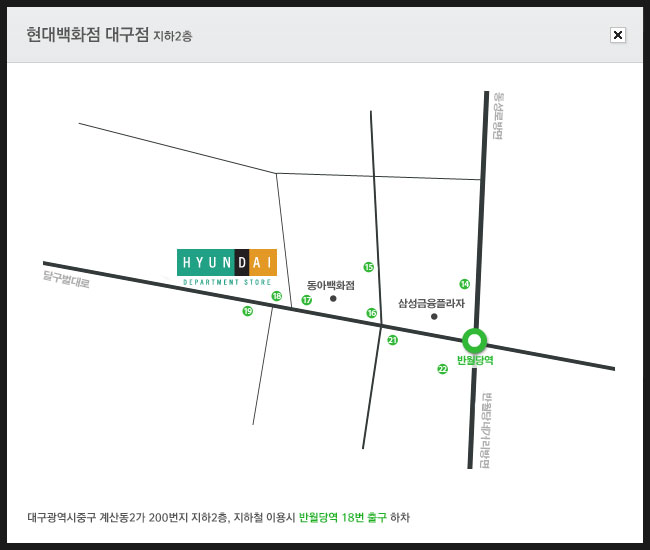 현대백화점 대구점 지하2층
동성로방면
달구벌대로
HYUNDAI
DEPARTMENT STORE
15
동아백화점
14
18
17
삼성금융플라자
19
16
21
반월당역
22
반월당네거리방면
대구광역시중구 계산동2가 200번지 지하2층, 지하철 이용시 반월당역 18번 출구 하차